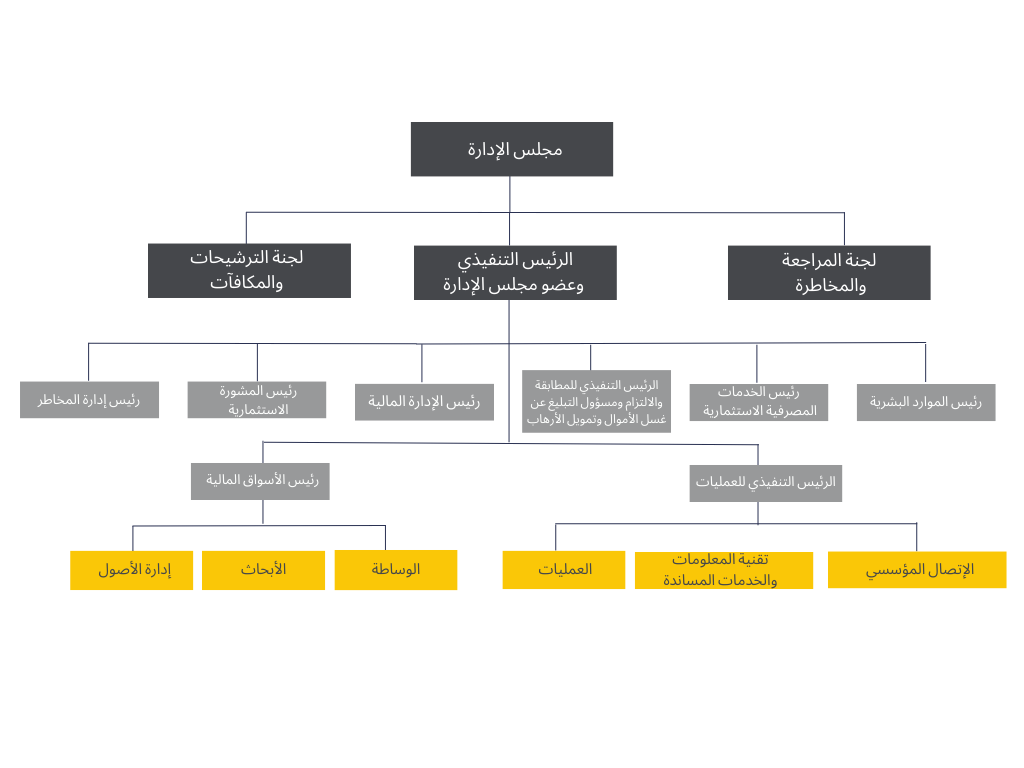 مجلس الإدارة
لجنة المراجعة
والمخاطرة
الرئيس التنفيذي
وعضو مجلس الإدارة
لجنة الترشيحات
والمكافآت
رئيس الموارد البشرية
رئيس الخدمات
المصرفية الاستثمارية
الرئيس التنفيذي للمطابقة
والالتزام ومسؤول التبليغ عن
غسل الأموال وتمويل الأرهاب
رئيس الإدارة المالية
رئيس المشورة
الاستثمارية
رئيس إدارة المخاطر
الرئيس التنفيذي للعمليات
رئيس الأسواق المالية
الإتصال المؤسسي
تقنية المعلومات
والخدمات المساندة
العمليات
الوساطة
الأبحاث
إدارة الأصول